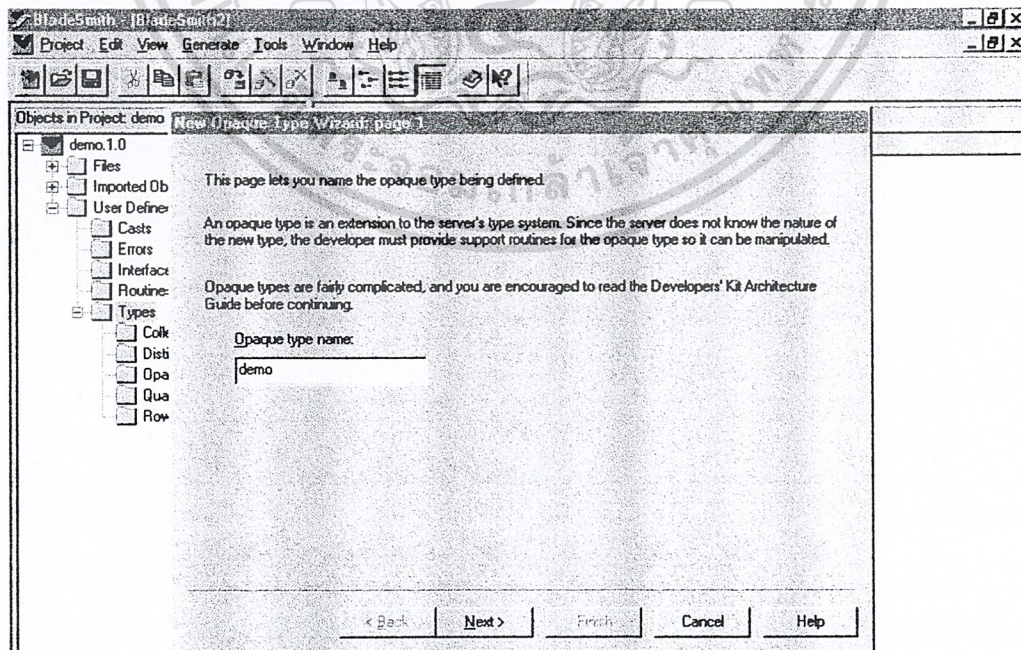 BladeSmith - [BladeSmith2]
Project Edit View Generate Tools Window Help
Objects in Project: demo
New Opaque Type Wizard: page 1
demo.1.0
Files
Imported Ob
User Define
Casts
Errors
Interface
Routine
Types
Colle
Disti
Opa
Qua
Row
This page lets you name the opaque type being defined.
An opaque type is an extension to the server's type system. Since the server does not know the nature of
the new type, the developer must provide support routines for the opaque type so it can be manipulated.
Opaque types are fairly complicated, and you are encouraged to read the Developers' Kit Architecture
Guide before continuing.
Opaque type name:
demo
< Back
Next >
Finish
Cancel
Help